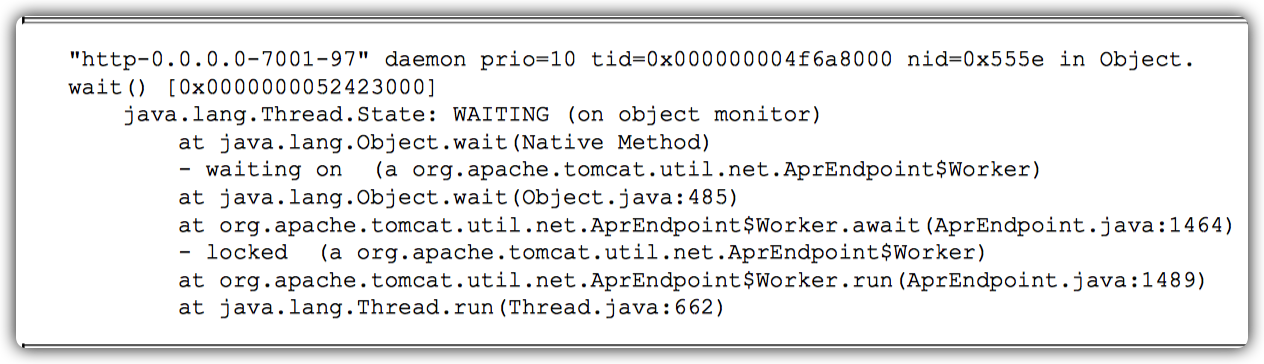 "http-0.0.0.0-7001-97" daemon prio=10 tid=0x000000004f6a8000 nid=0x555e in Object.
wait() [0x0000000052423000]
java.lang.Thread.State: WAITING (on object monitor)
at java.lang.Object.wait(Native Method)
- waiting on  (a org.apache.tomcat.util.net.AprEndpoint$Worker)
at java.lang.Object.wait(Object.java:485)
at org.apache.tomcat.util.net.AprEndpoint$Worker.await(AprEndpoint.java:1464)
- locked  (a org.apache.tomcat.util.net.AprEndpoint$Worker)
at org.apache.tomcat.util.net.AprEndpoint$Worker.run(AprEndpoint.java:1489)
at java.lang.Thread.run(Thread.java:662)